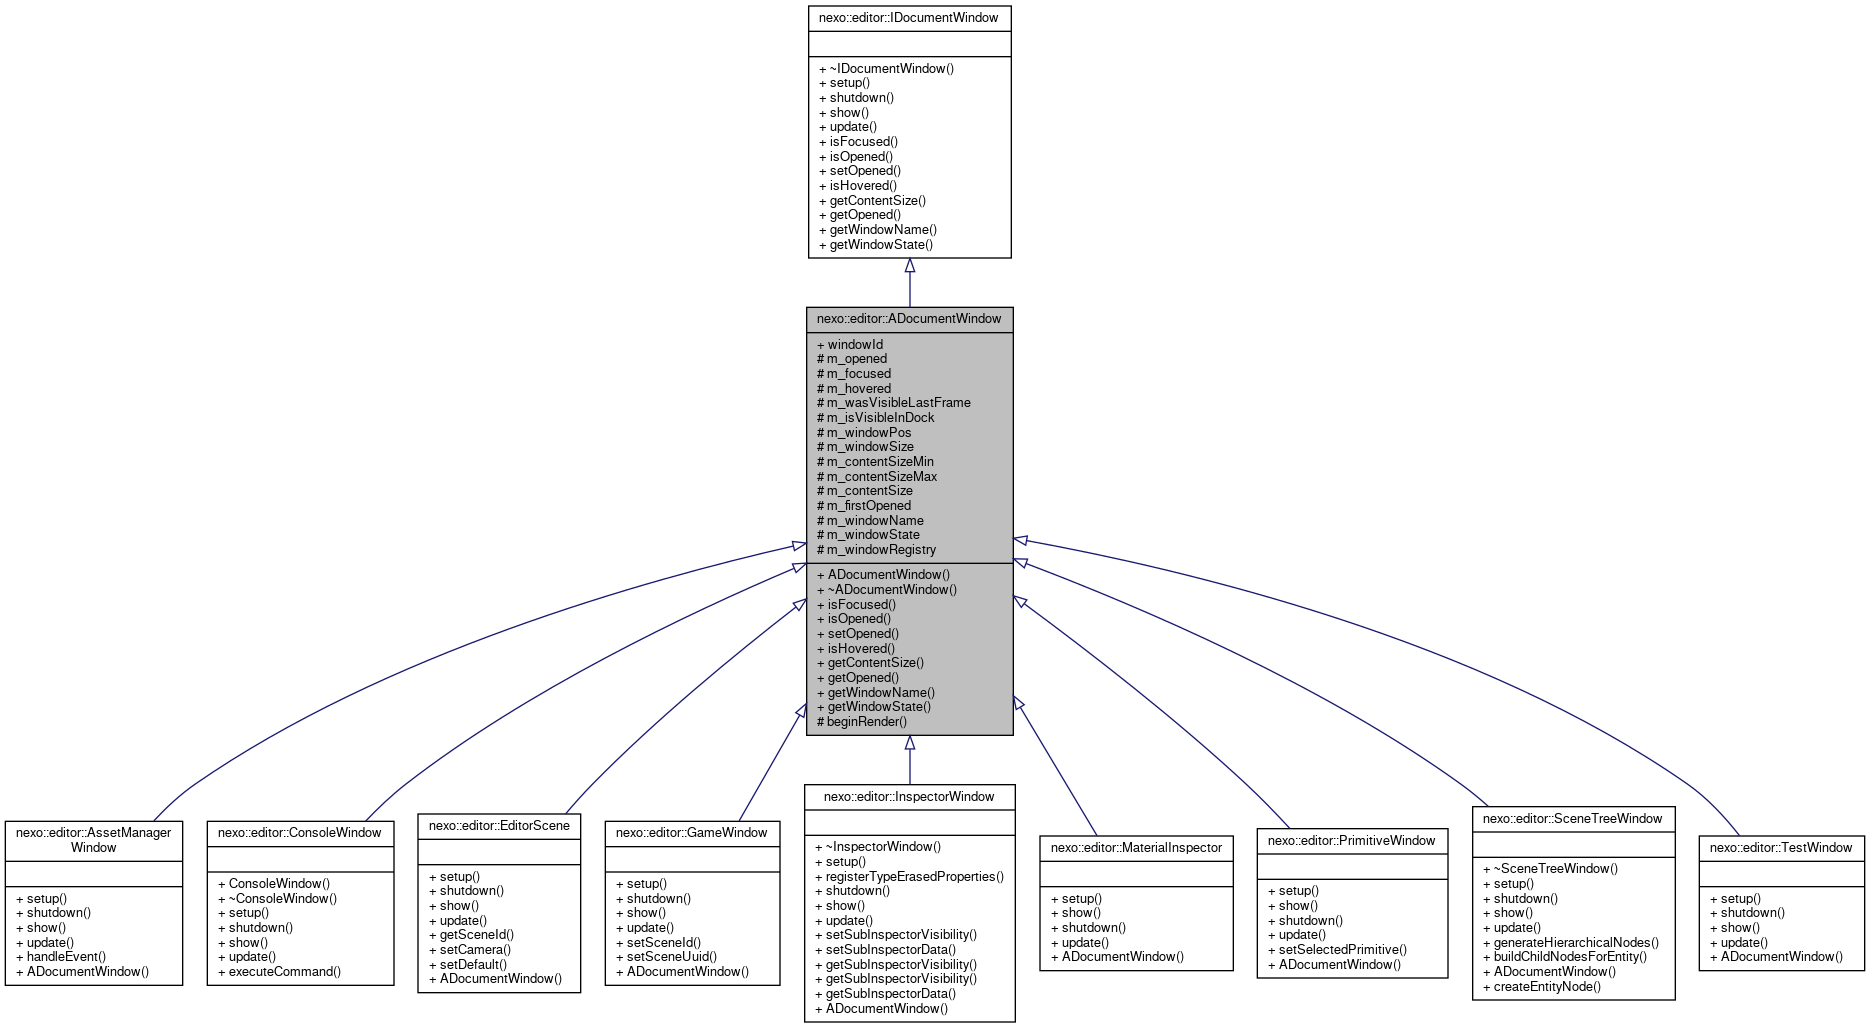 nexo::editor::IDocumentWindow
+ ~IDocumentWindow()
+ setup()
+ shutdown()
+ show()
+ update()
+ isFocused()
+ isOpened()
+ setOpened()
+ isHovered()
+ getContentSize()
+ getOpened()
+ getWindowName()
+ getWindowState()
nexo::editor::ADocumentWindow
+ windowId
# m_opened
# m_focused
# m_hovered
# m_wasVisibleLastFrame
# m_isVisibleInDock
# m_windowPos
# m_windowSize
# m_contentSizeMin
# m_contentSizeMax
# m_contentSize
# m_firstOpened
# m_windowName
# m_windowState
# m_windowRegistry
+ ADocumentWindow()
+ ~ADocumentWindow()
+ isFocused()
+ isOpened()
+ setOpened()
+ isHovered()
+ getContentSize()
+ getOpened()
+ getWindowName()
+ getWindowState()
# beginRender()
nexo::editor::AssetManager
Window
+ setup()
+ shutdown()
+ show()
+ update()
+ handleEvent()
+ ADocumentWindow()
nexo::editor::ConsoleWindow
+ ConsoleWindow()
+ ~ConsoleWindow()
+ setup()
+ shutdown()
+ show()
+ update()
+ executeCommand()
nexo::editor::EditorScene
+ setup()
+ shutdown()
+ show()
+ update()
+ getSceneId()
+ setCamera()
+ setDefault()
+ ADocumentWindow()
nexo::editor::GameWindow
+ setup()
+ shutdown()
+ show()
+ update()
+ setSceneId()
+ setSceneUuid()
+ ADocumentWindow()
nexo::editor::InspectorWindow
+ ~InspectorWindow()
+ setup()
+ registerTypeErasedProperties()
+ shutdown()
+ show()
+ update()
+ setSubInspectorVisibility()
+ setSubInspectorData()
+ getSubInspectorVisibility()
+ getSubInspectorVisibility()
+ getSubInspectorData()
+ ADocumentWindow()
nexo::editor::MaterialInspector
+ setup()
+ show()
+ shutdown()
+ update()
+ ADocumentWindow()
nexo::editor::PrimitiveWindow
+ setup()
+ show()
+ shutdown()
+ update()
+ setSelectedPrimitive()
+ ADocumentWindow()
nexo::editor::SceneTreeWindow
+ ~SceneTreeWindow()
+ setup()
+ shutdown()
+ show()
+ update()
+ generateHierarchicalNodes()
+ buildChildNodesForEntity()
+ ADocumentWindow()
+ createEntityNode()
nexo::editor::TestWindow
+ setup()
+ shutdown()
+ show()
+ update()
+ ADocumentWindow()